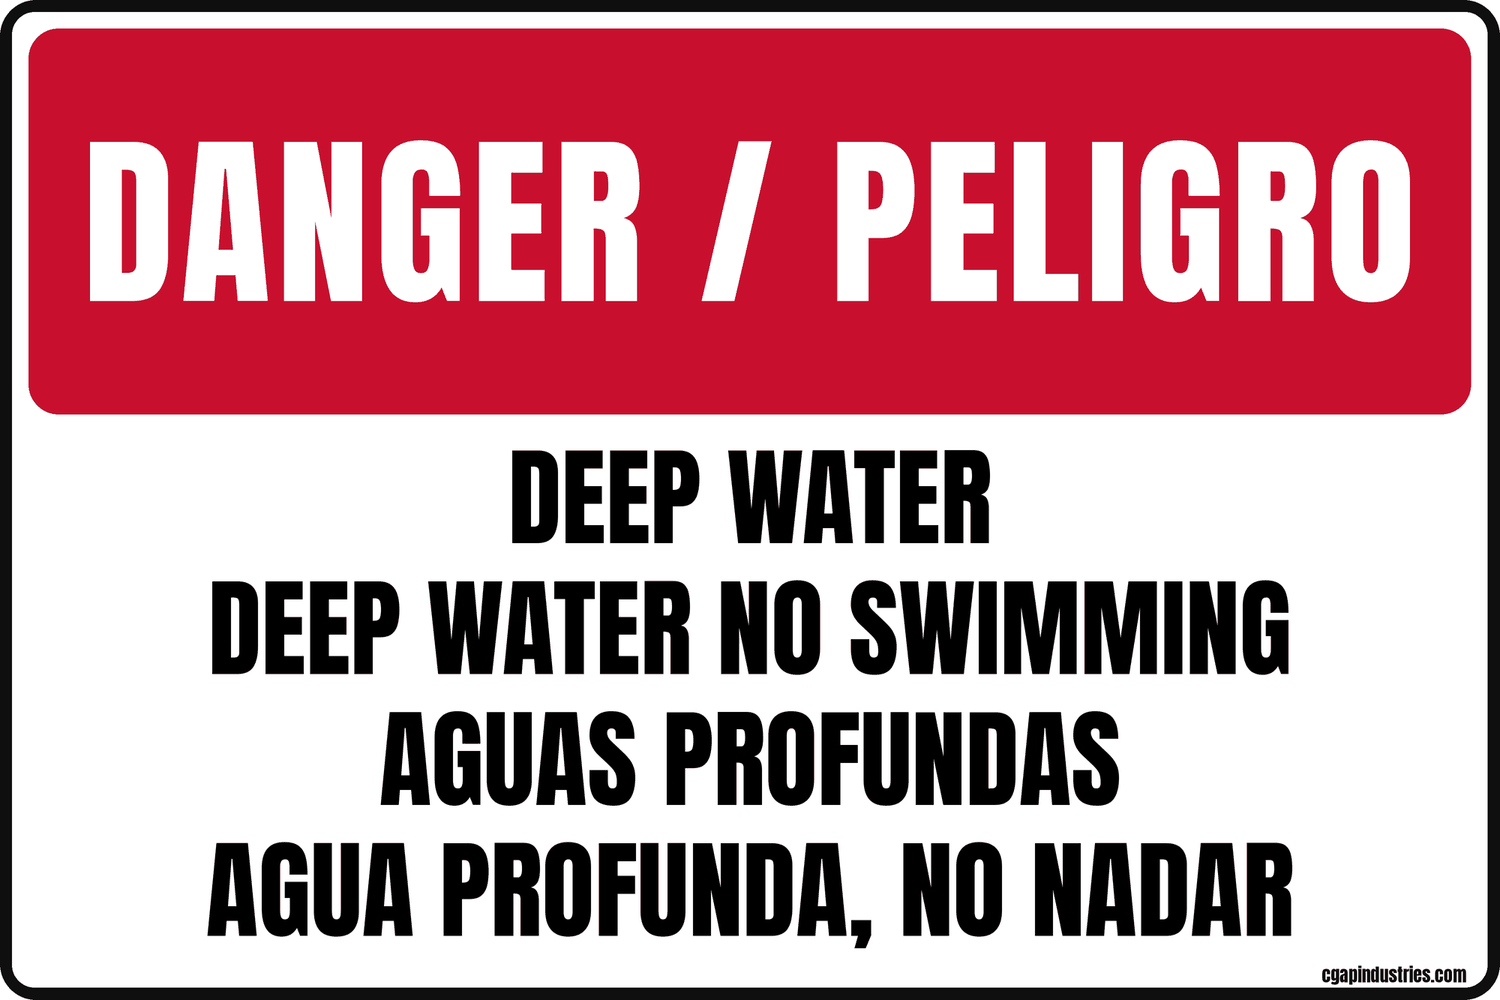 DANGER / PELIGRO
DEEP WATER
DEEP WATER NO SWIMMING
AGUAS PROFUNDAS
AGUA PROFUNDA, NO NADAR
cgapindustries.com